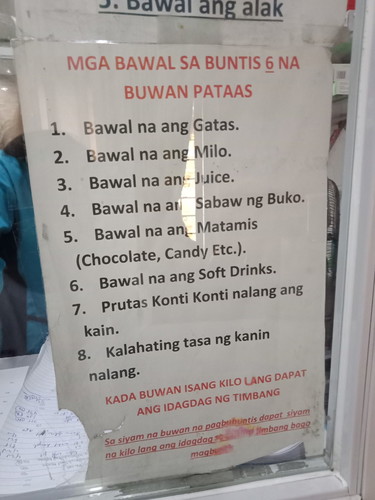 5. Bawal ang alak
MGA BAWAL SA BUNTIS 6 NA
BUWAN PATAAS
1. Bawal na ang Gatas.
2. Bawal na ang Milo.
3. Bawal na ang Juice.
4. Bawal na an Sabaw ng Buko.
5. Bawal na ang Matamis
(Chocolate, Candy Etc.).
6. Bawal na ang Soft Drinks.
7. Prutas Konti Konti nalang ang
kain.
8. Kalahating tasa ng kanin
nalang.
KADA BUWAN ISANG KILO LANG DAPAT
ANG IDAGDAG NG TIMBANG
Sa siyam na buwan na pagbubuntis dapat siyam
na kilo lang ang idagdag timbang bago